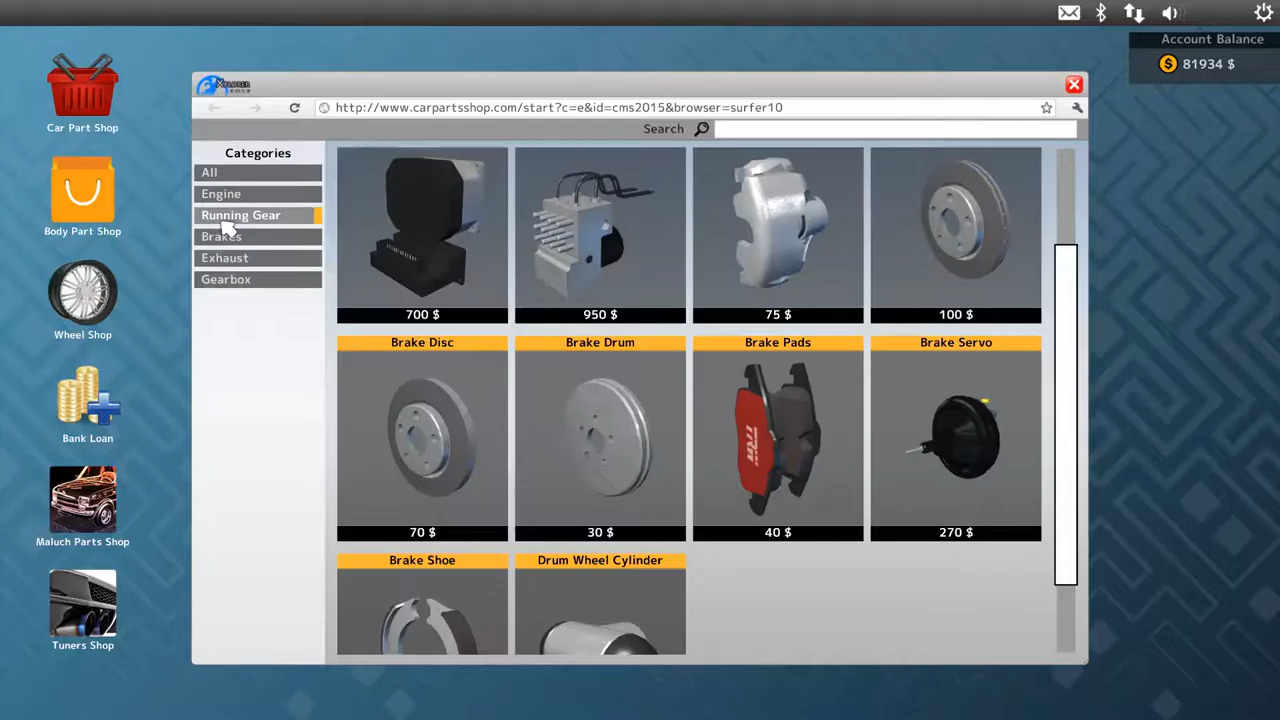 Account Balance
81934 $
Car Part Shop
Body Part Shop
Wheel Shop
Bank Loan
Maluch Parts Shop
Tuners Shop
http://www.carpartsshop.com/start?c=e&id=cms2015&browser=surfer10
Search
Categories
All
Engine
Running Gear
Brakes
Exhaust
Gearbox
700 $
950 $
75 $
100 $
Brake Disc
Brake Drum
Brake Pads
Brake Servo
TRW
70 $
30 $
40 $
270 $
Brake Shoe
Drum Wheel Cylinder